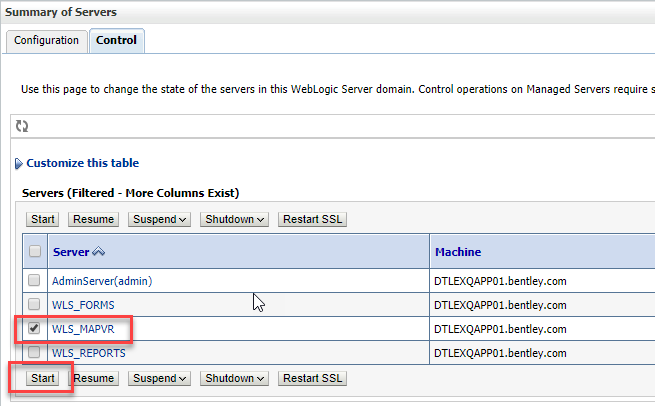 Summary of Servers
Configuration Control
Use this page to change the state of the servers in this WebLogic Server domain. Control operations on Managed Servers require s
Customize this table
Servers (Filtered - More Columns Exist)
Start Resume Suspend Shutdown Restart SSL
Server Machine
AdminServer(admin) DTLEXQAPP01.bentley.com
WLS_FORMS DTLEXQAPP01.bentley.com
WLS_MAPVR DTLEXQAPP01.bentley.com
WLS_REPORTS DTLEXQAPP01.bentley.com
Start Resume Suspend Shutdown Restart SSL